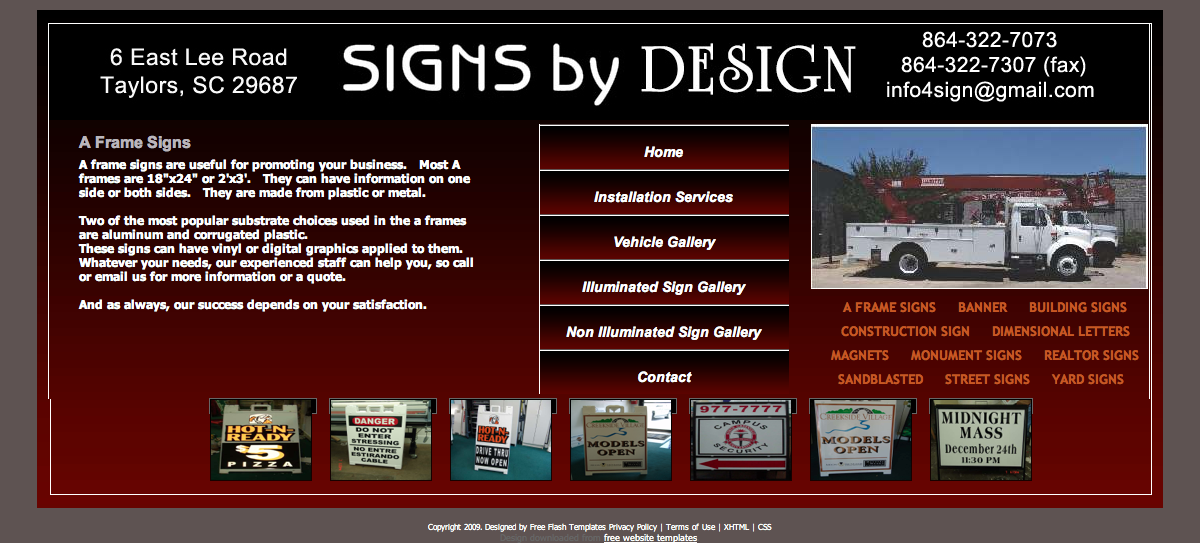 6 East Lee Road
Taylors, SC 29687
SIGNS by DESIGN
864-322-7073
864-322-7307 (fax)
info4sign@gmail.com
A Frame Signs
A frame signs are useful for promoting your business. Most A
frames are 18"x24" or 2'x3'. They can have information on one
side or both sides. They are made from plastic or metal.
Two of the most popular substrate choices used in the a frames
are aluminum and corrugated plastic.
These signs can have vinyl or digital graphics applied to them.
Whatever your needs, our experienced staff can help you, so call
or email us for more information or a quote.
And as always, our success depends on your satisfaction.
Home
Installation Services
Vehicle Gallery
Illuminated Sign Gallery
Non Illuminated Sign Gallery
Contact
A FRAME SIGNS BANNER BUILDING SIGNS
CONSTRUCTION SIGN DIMENSIONAL LETTERS
MAGNETS MONUMENT SIGNS REALTOR SIGNS
SANDBLASTED STREET SIGNS YARD SIGNS
HOT-N-
READY
$5
PIZZA
DANGER
DO NOT
ENTER
STRESSING
NO ENTRE
ESTIRANDO
CABLE
HOT-N-
READY
DRIVE THRU
NOW OPEN
CREEKSIDE VILLAGE
MODELS
OPEN
977-7777
CAMPUS
SECURITY
CREEKSIDE VILLAGE
MODELS
OPEN
MIDNIGHT
MASS
December 24th
11:30 PM
Copyright 2009. Designed by Free Flash Templates Privacy Policy | Terms of Use | XHTML | CSS
Design downloaded from free website templates